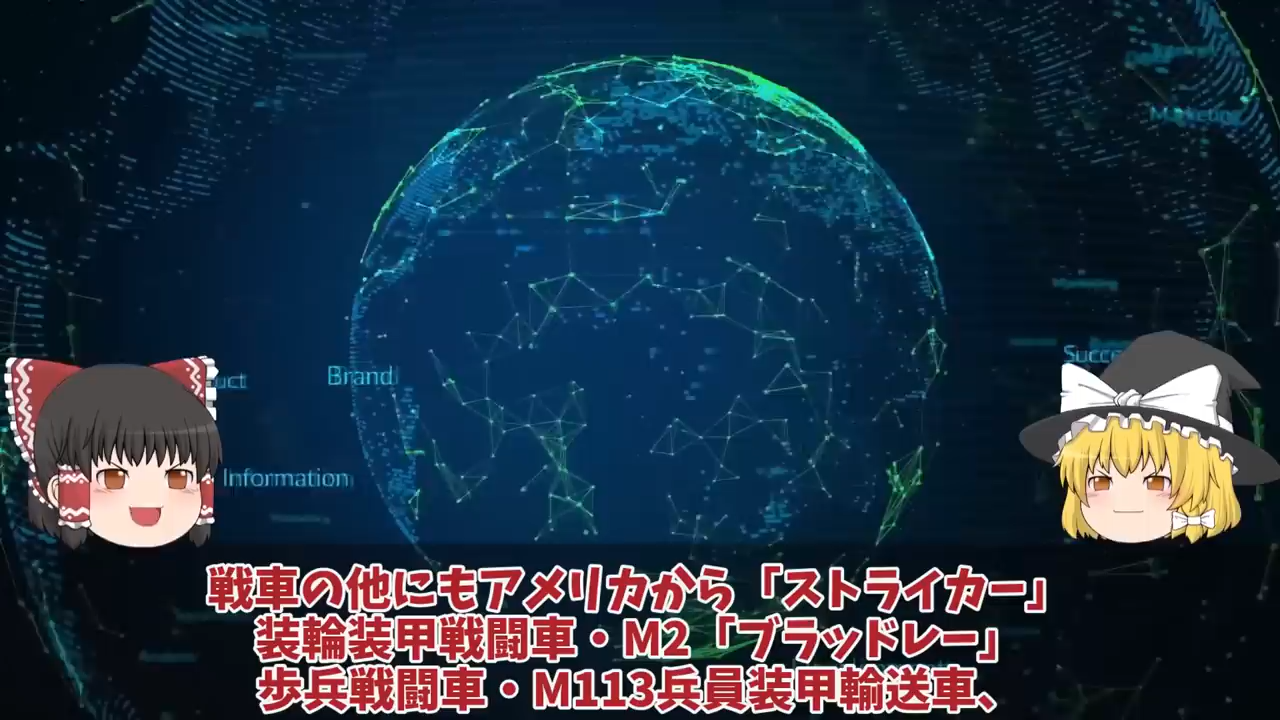 Marketing
Brand
Information
戦車の他にもアメリカから「ストライカー」
装輪装甲戦闘車・M2「ブラッドレー」
歩兵戦闘車・M113兵員装甲輸送車、